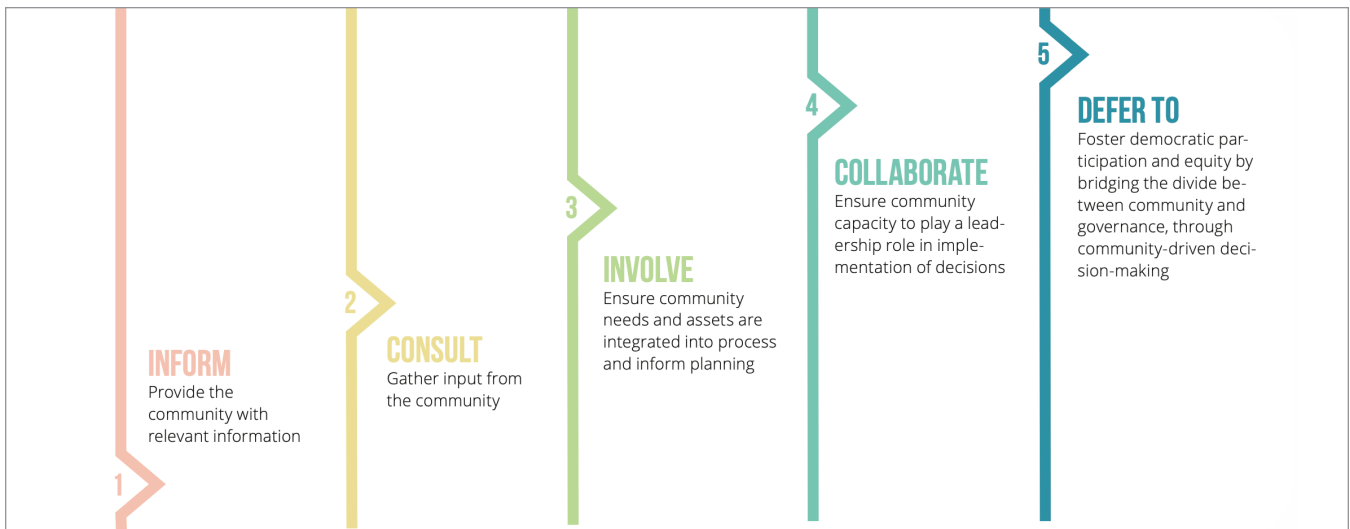 1
INFORM
Provide the
community with
relevant information
2
CONSULT
Gather input from
the community
3
INVOLVE
Ensure community
needs and assets are
integrated into process
and inform planning
4
COLLABORATE
Ensure community
capacity to play a lead-
ership role in imple-
mentation of decisions
5
DEFER TO
Foster democratic par-
ticipation and equity by
bridging the divide be-
tween community and
governance, through
community-driven deci-
sion-making